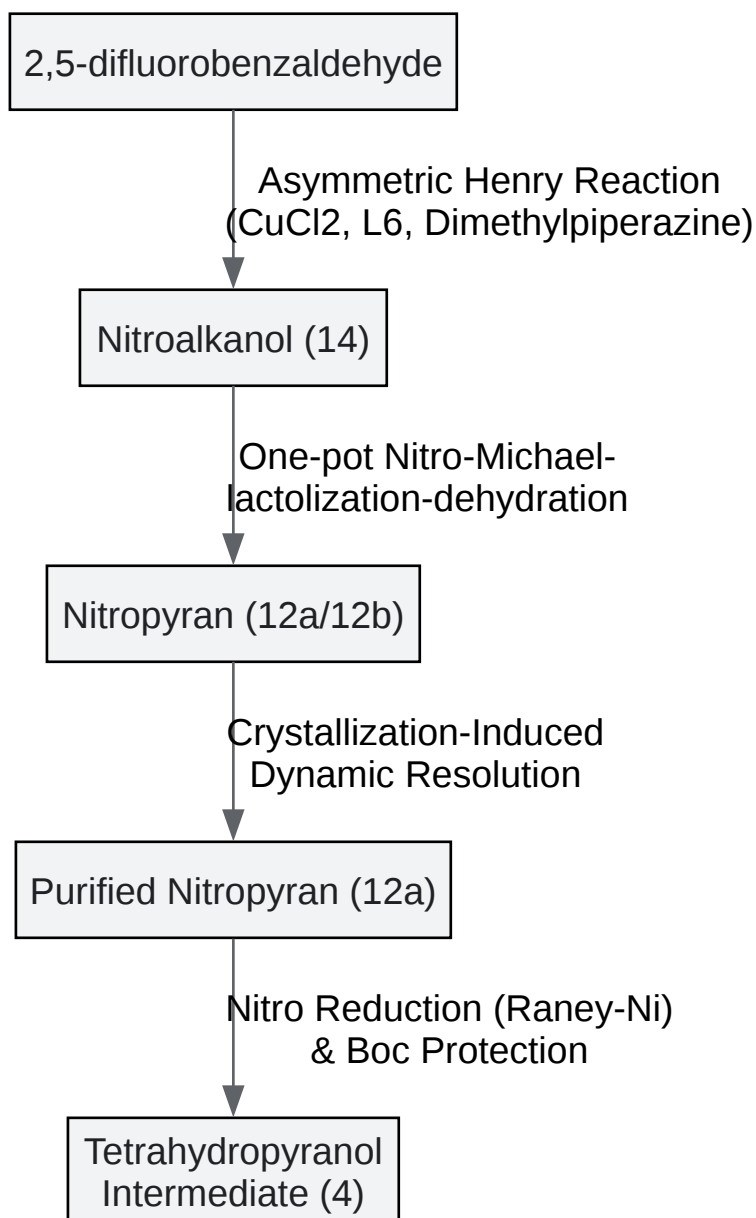 2,5-difluorobenzaldehyde
Asymmetric Henry Reaction
(CuCl2, L6, Dimethylpiperazine)
Nitroalkanol (14)
One-pot Nitro-Michael-
lactolization-dehydration
Nitropyran (12a/12b)
Crystallization-Induced
Dynamic Resolution
Purified Nitropyran (12a)
Nitro Reduction (Raney-Ni)
& Boc Protection
Tetrahydropyranol
Intermediate (4)